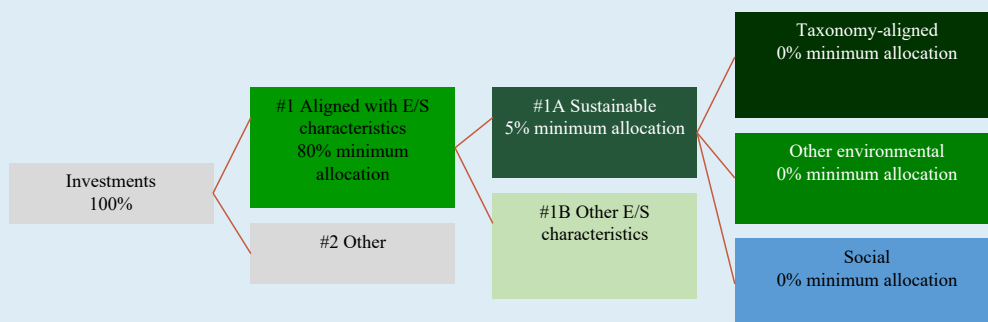 Investments
100%
#1 Aligned with E/S
characteristics
80% minimum
allocation
#2 Other
#1A Sustainable
5% minimum allocation
#1B Other E/S
characteristics
Taxonomy-aligned
0% minimum allocation
Other environmental
0% minimum allocation
Social
0% minimum allocation